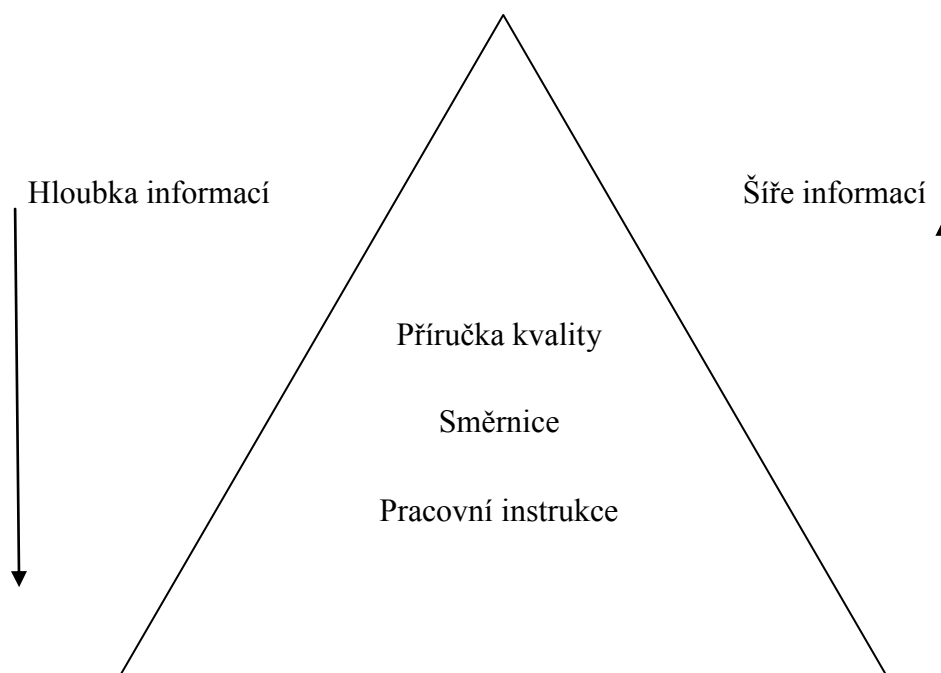 Hloubka informací
Šíře informací
Příručka kvality
Směrnice
Pracovní instrukce